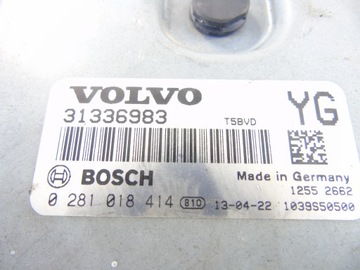 VOLVO
31336983 T5BVD YG
Made in Germany
BOSCH 1255 2662
0 281 018 414 810 13-04-22 1039S50500